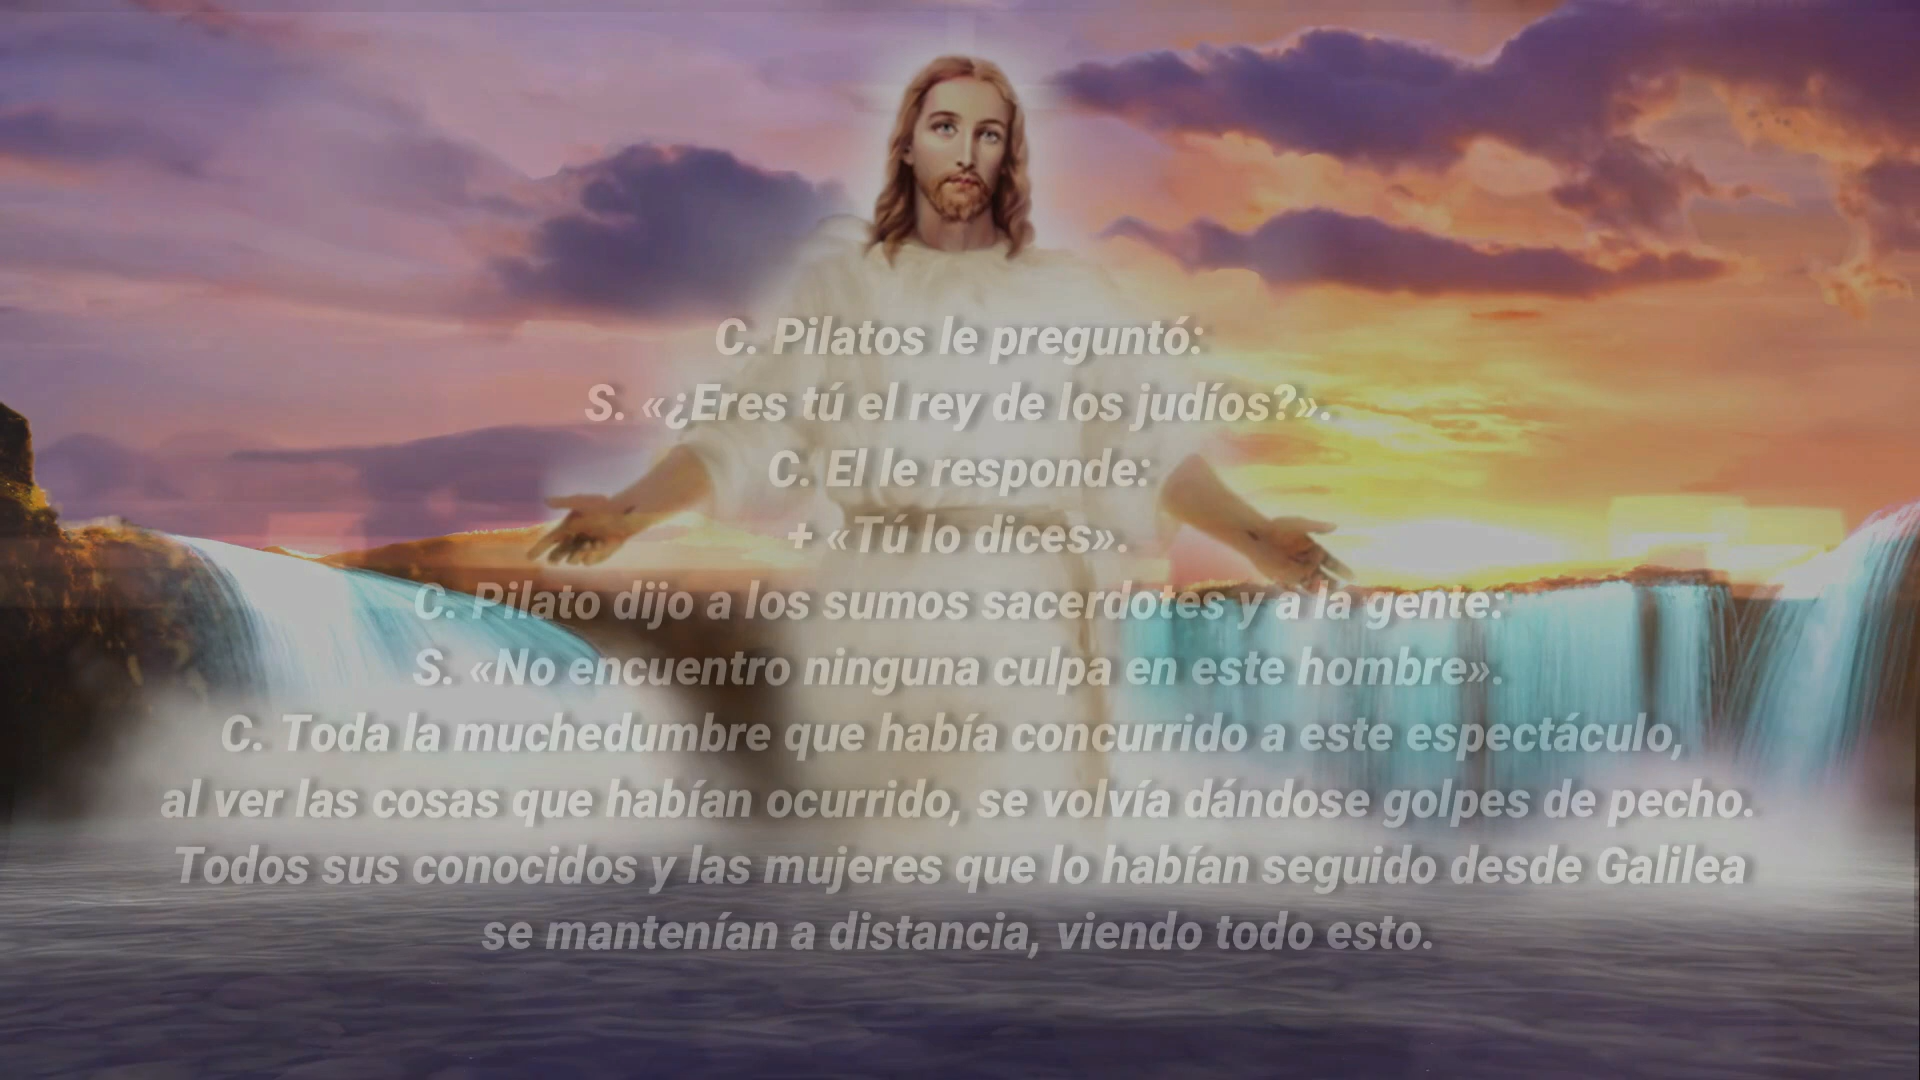 C. Pilatos le preguntó:
S. «¿Eres tú el rey de los judíos?».
C. El le responde:
+ «Tú lo dices».
C. Pilato dijo a los sumos sacerdotes y a la gente:
S. «No encuentro ninguna culpa en este hombre».
C. Toda la muchedumbre que había concurrido a este espectáculo,
al ver las cosas que habían ocurrido, se volvía dándose golpes de pecho.
Todos sus conocidos y las mujeres que lo habían seguido desde Galilea
se mantenían a distancia, viendo todo esto.